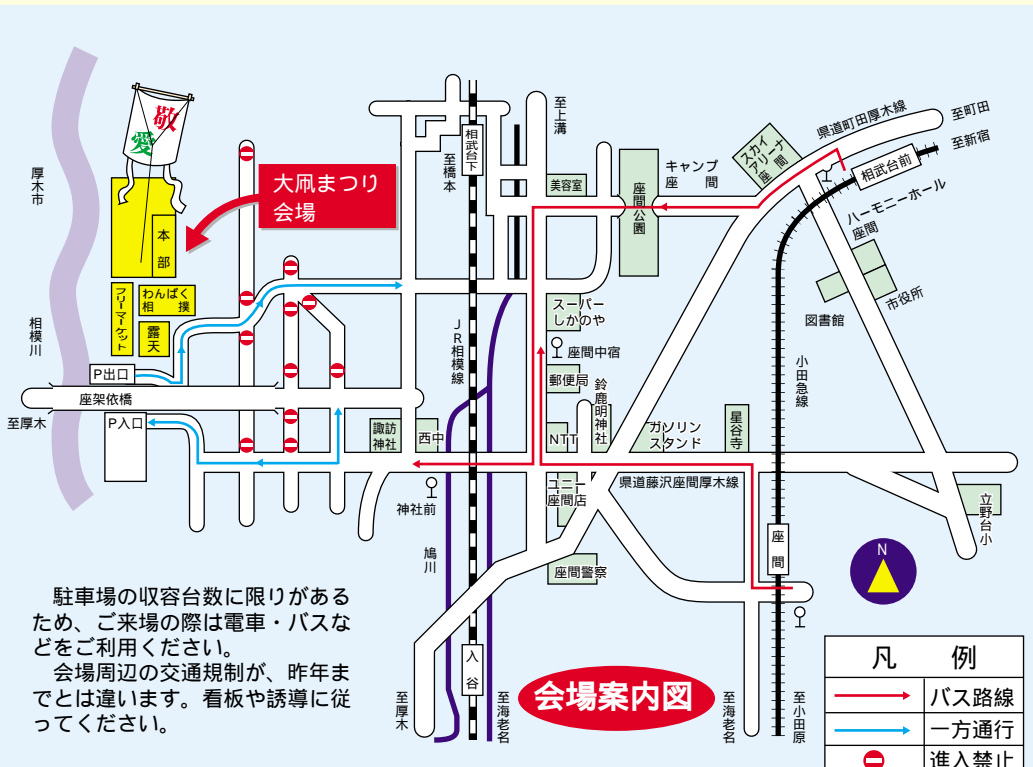 敬
愛
大凧まつり
会場
本
部
わんぱく
相撲
フリーマーケット
露
天
P出口
座架依橋
P入口
至厚木
厚木市
相模川
相武台下
至橋本
JR相模線
至上溝
美容室
座間公園
キャンプ
座間
スカイ
アリーナ
座間
県道町田厚木線
至町田
至新宿
相武台前
ハーモニーホール
座間
市役所
図書館
小田急線
スーパー
しかのや
座間中宿
郵便局
鈴鹿明神社
NTT
ガソリン
スタンド
星谷寺
諏訪
神社
西中
神社前
鳩川
ユニー
座間店
県道藤沢座間厚木線
座間警察
座間
立野台小
N
入谷
至厚木
至海老名
至海老名
至小田原
会場案内図
駐車場の収容台数に限りがある
ため、ご来場の際は電車・バスな
どをご利用ください。
会場周辺の交通規制が、昨年ま
でとは違います。看板や誘導に従
ってください。
凡例
バス路線
一方通行
進入禁止